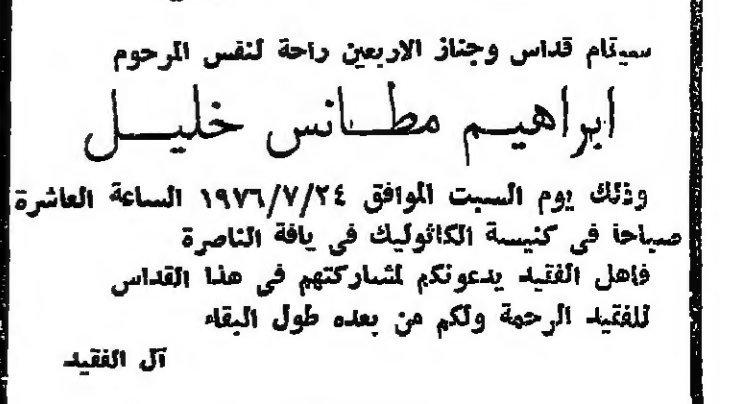 سيقام قداس وجناز الاربعين راحة لنفس المرحوم
ابراهيم مطانس خليل
وذلك يوم السبت الموافق ١٩٧٦/٧/٢٤ الساعة العاشرة
صباحا في كنيسة الكاثوليك في يافة الناصرة
فاهل الفقيد يدعونكم لمشاركتهم في هذا القداس
للفقيد الرحمة ولكم من بعده طول البقاء
آل الفقيد